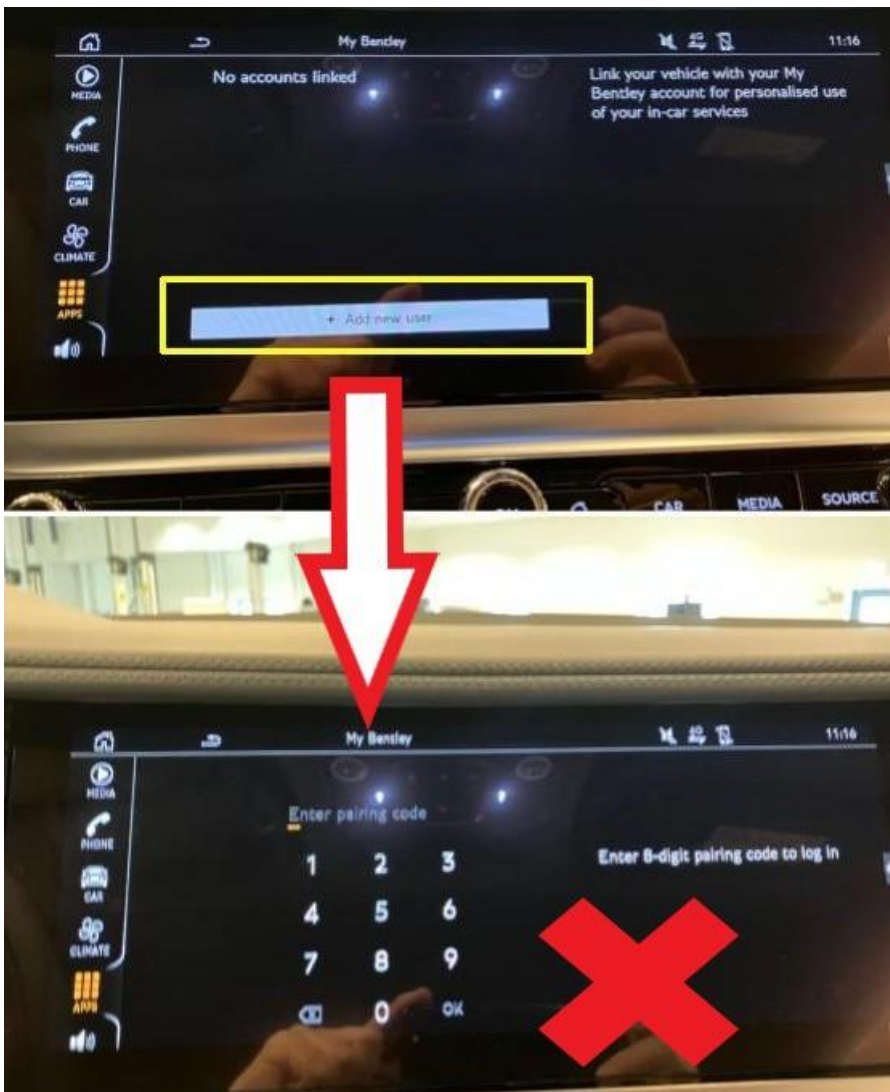 My Bentley
11:16
No accounts linked
Link your vehicle with your My
Bentley account for personalised use
of your in-car services
MEDIA
PHONE
CAR
CLIMATE
APPS
+ Add new user
CAR
MEDIA
SOURCE
My Bentley
4G
11:16
MEDIA
Enter pairing code
PHONE
1 2 3
Enter 8-digit pairing code to log in
CAR
4 5 6
CLIMATE
7 8 9
APPS
0 OK